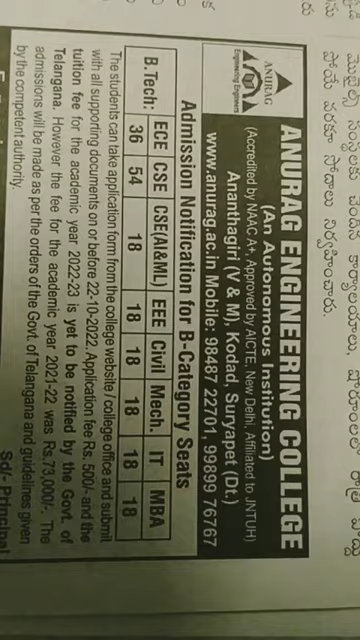 ANURAG
Engineering Engineers
ANURAG ENGINEERING COLLEGE
(An Autonomous Institution)
(Accredited by NAAC A+, Approved by AICTE, New Delhi, Affiliated to JNTUH)
Ananthagiri (V & M), Kodad, Suryapet (Dt.)
www.anurag.ac.in Mobile: 98487 22701, 99899 76767
Admission Notification for B-Category Seats
B.Tech: ECE CSE CSE(AI&ML) EEE Civil Mech. IT MBA
36 54 18 18 18 18 18 18
The students can take application form from the college website / college office and submit
with all supporting documents on or before 22-10-2022. Application fee Rs. 500/- and the
tuition fee for the academic year 2022-23 is yet to be notified by the Govt. of
Telangana. However the fee for the academic year 2021-22 was Rs.73,000/-. The
admissions will be made as per the orders of the Govt. of Telangana and guidelines given
by the competent authority.
Sd/- Principal